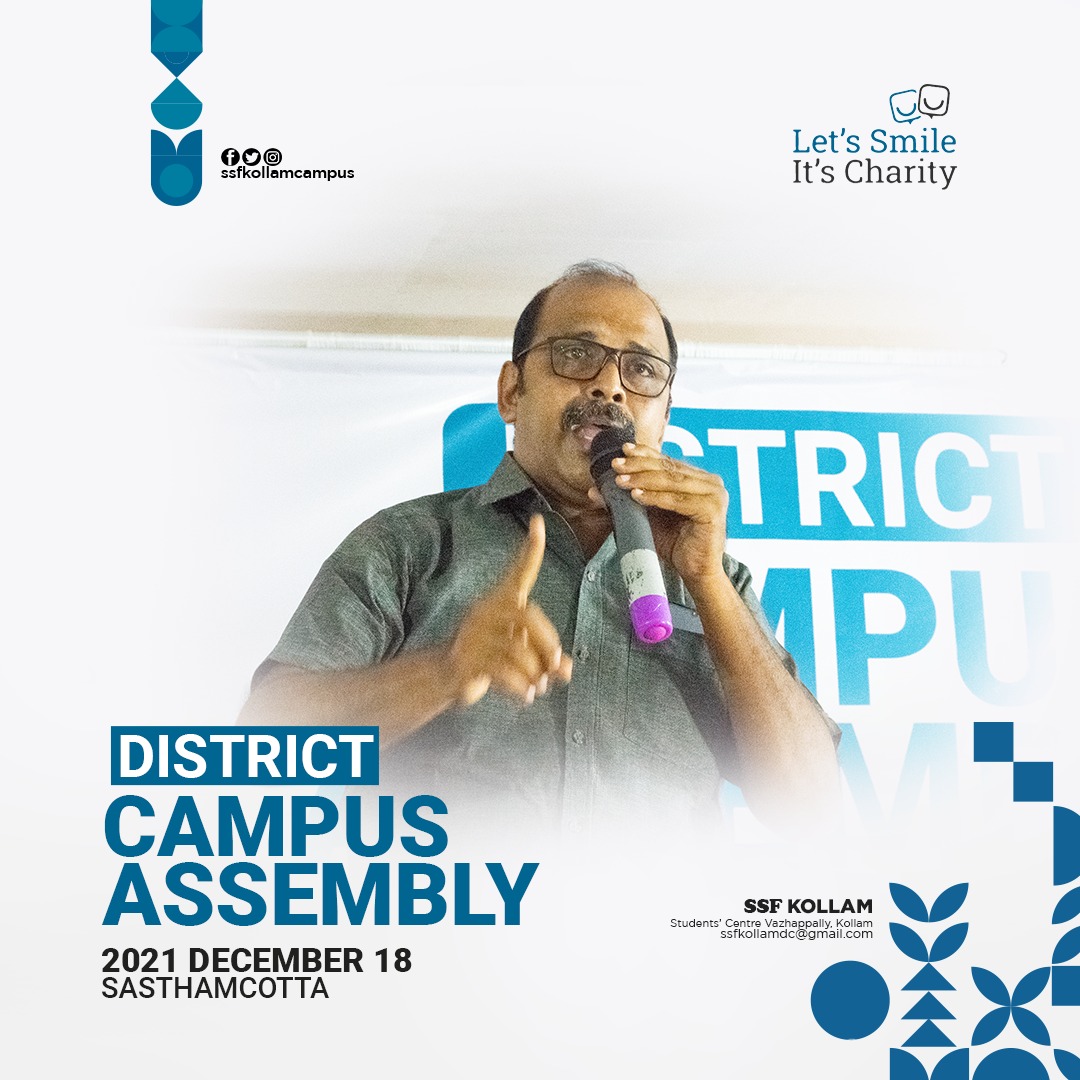 ssfkollamcampus
Let's Smile
It's Charity
DISTRICT
CAMPUS
ASSEMBLY
2021 DECEMBER 18
SASTHAMCOTTA
SSF KOLLAM
Students' Centre Vazhappally, Kollam
ssfkollamdc@gmail.com